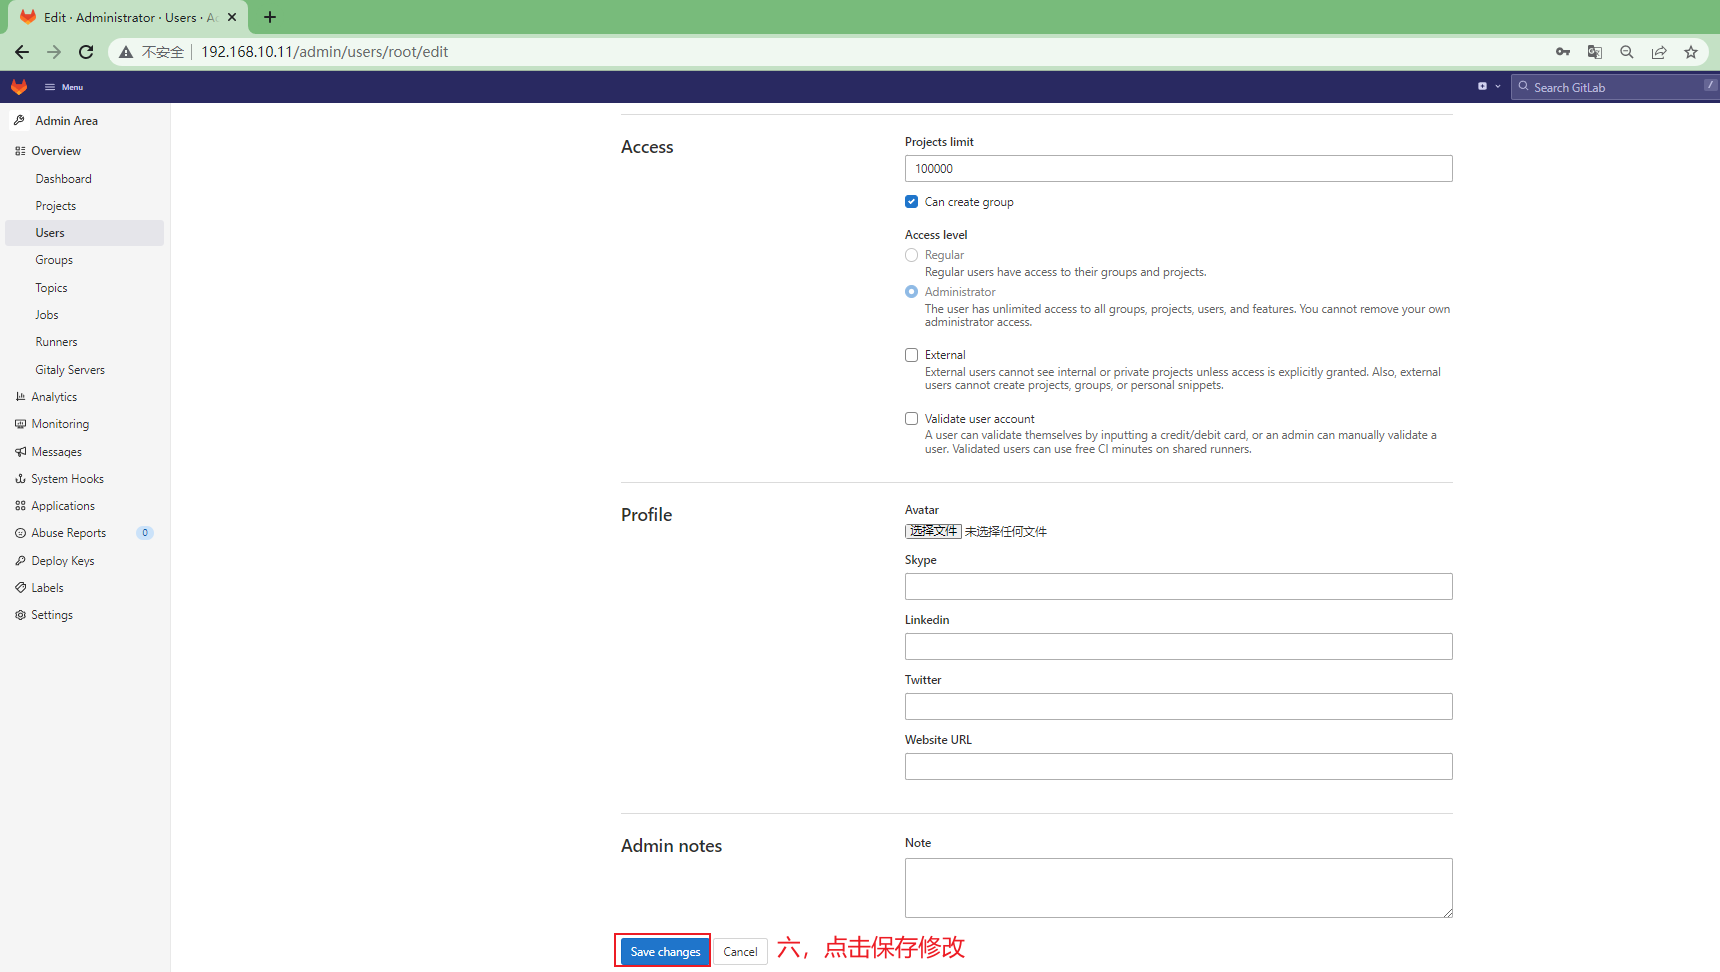 Edit · Administrator · Users · A
不安全
192.168.10.11/admin/users/root/edit
Menu
Search GitLab
/
Admin Area
Overview
Dashboard
Projects
Users
Groups
Topics
Jobs
Runners
Gitaly Servers
Analytics
Monitoring
Messages
System Hooks
Applications
Abuse Reports
0
Deploy Keys
Labels
Settings
Access
Projects limit
100000
Can create group
Access level
Regular
Regular users have access to their groups and projects.
Administrator
The user has unlimited access to all groups, projects, users, and features. You cannot remove your own
administrator access.
External
External users cannot see internal or private projects unless access is explicitly granted. Also, external
users cannot create projects, groups, or personal snippets.
Validate user account
A user can validate themselves by inputting a credit/debit card, or an admin can manually validate a
user. Validated users can use free CI minutes on shared runners.
Profile
Avatar
选择文件 未选择任何文件
Skype
Linkedin
Twitter
Website URL
Admin notes
Note
Save changes
Cancel
六，点击保存修改